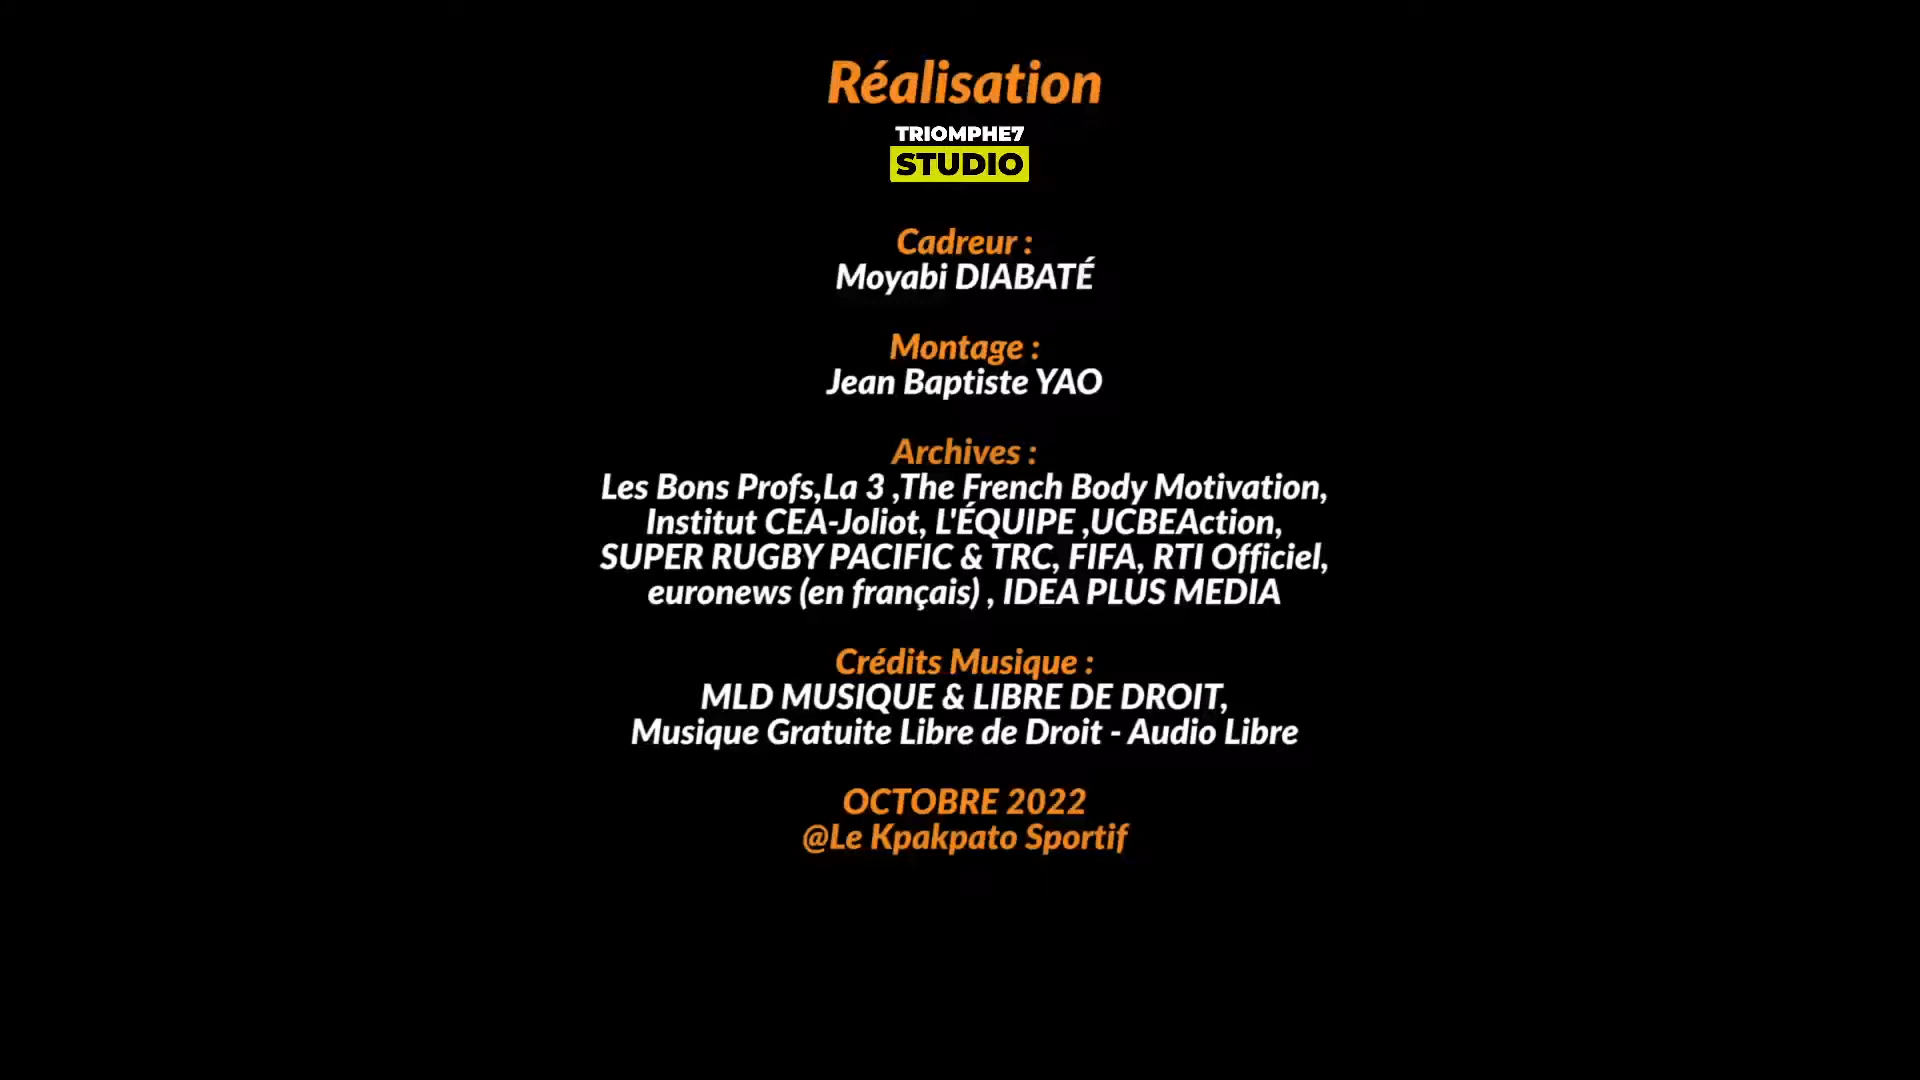 Réalisation
TRIOMPHE7
STUDIO
Cadreur :
Moyabi DIABATÉ
Montage :
Jean Baptiste YAO
Archives :
Les Bons Profs,La 3 ,The French Body Motivation,
Institut CEA-Joliot, L'ÉQUIPE ,UCBEAction,
SUPER RUGBY PACIFIC & TRC, FIFA, RTI Officiel,
euronews (en français) , IDEA PLUS MEDIA
Crédits Musique :
MLD MUSIQUE & LIBRE DE DROIT,
Musique Gratuite Libre de Droit - Audio Libre
OCTOBRE 2022
@Le Kpakpato Sportif